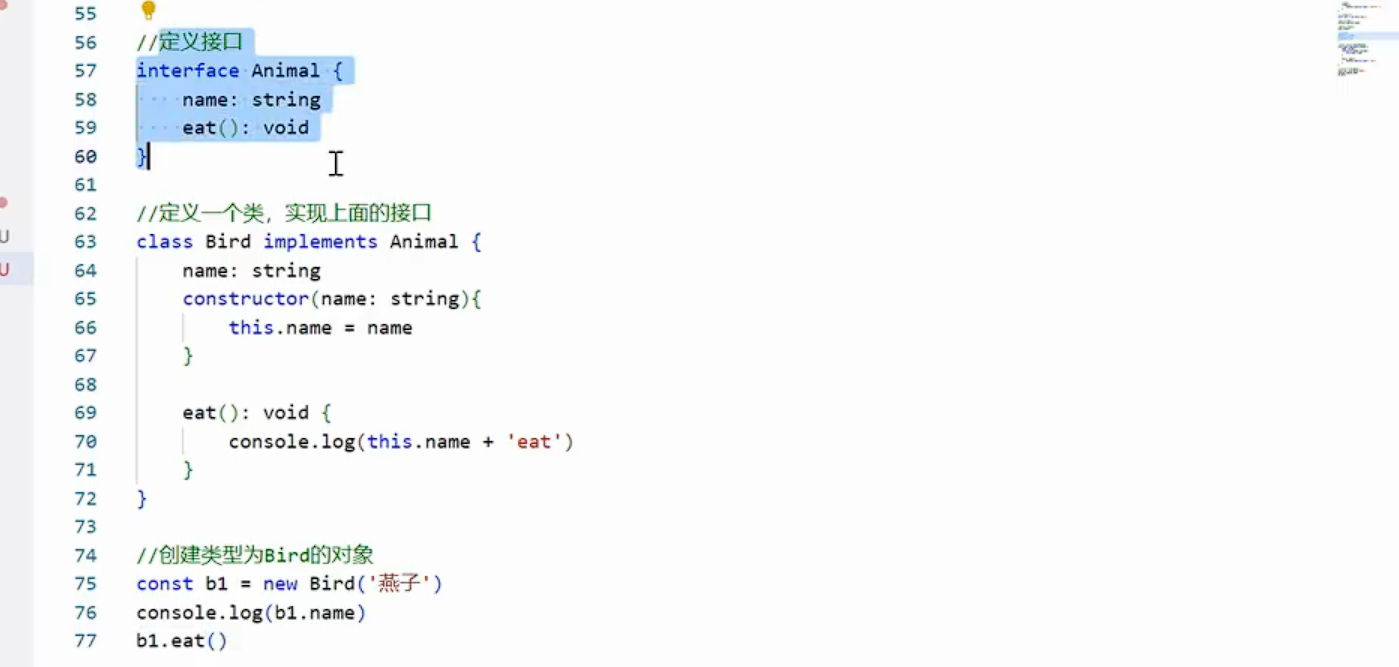 55
56 //定义接口
57 interface Animal {
58     name: string
59     eat(): void
60 }
61
62 //定义一个类，实现上面的接口
63 class Bird implements Animal {
64     name: string
65     constructor(name: string){
66         this.name = name
67     }
68
69     eat(): void {
70         console.log(this.name + 'eat')
71     }
72 }
73
74 //创建类型为Bird的对象
75 const b1 = new Bird('燕子')
76 console.log(b1.name)
77 b1.eat()
U
U